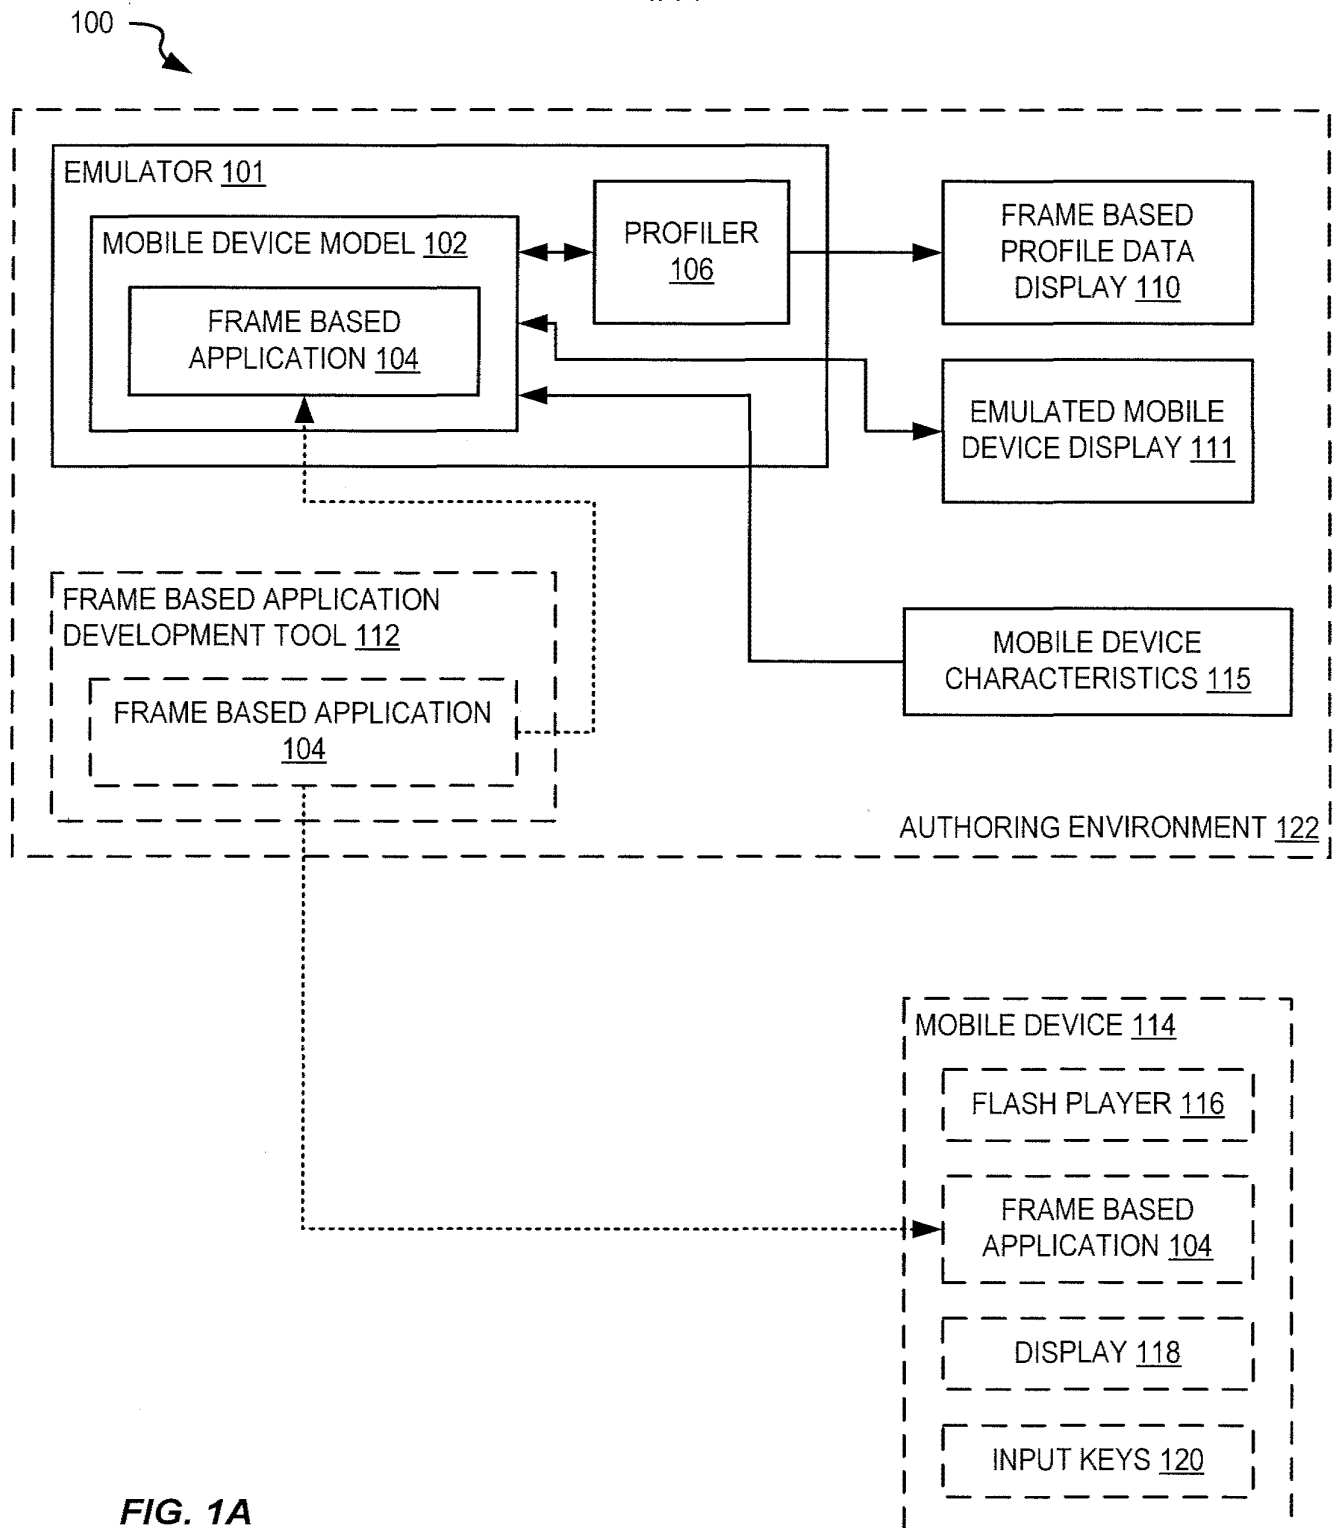 100
EMULATOR 101
MOBILE DEVICE MODEL 102
FRAME BASED
APPLICATION 104
PROFILER
106
FRAME BASED
PROFILE DATA
DISPLAY 110
EMULATED MOBILE
DEVICE DISPLAY 111
FRAME BASED APPLICATION
DEVELOPMENT TOOL 112
FRAME BASED APPLICATION
104
MOBILE DEVICE
CHARACTERISTICS 115
AUTHORING ENVIRONMENT 122
MOBILE DEVICE 114
FLASH PLAYER 116
FRAME BASED
APPLICATION 104
DISPLAY 118
INPUT KEYS 120
FIG. 1A